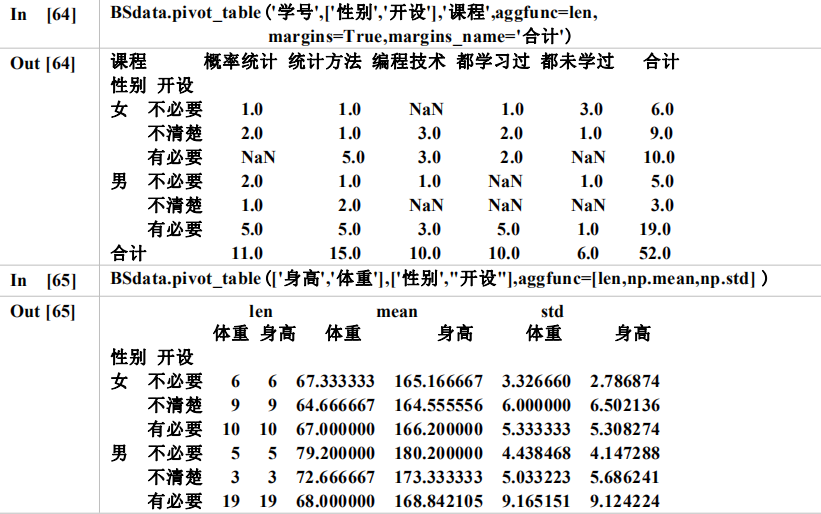 In [64] BSdata.pivot_table('学号',['性别','开设'],'课程',aggfunc=len,
margins=True,margins_name='合计')
Out [64] 课程 概率统计 统计方法 编程技术 都学习过 都未学过 合计
性别 开设
女 不必要 1.0 1.0 NaN 1.0 3.0 6.0
不清楚 2.0 1.0 3.0 2.0 1.0 9.0
有必要 NaN 5.0 3.0 2.0 NaN 10.0
男 不必要 2.0 1.0 1.0 NaN 1.0 5.0
不清楚 1.0 2.0 NaN NaN NaN 3.0
有必要 5.0 5.0 3.0 5.0 1.0 19.0
合计 11.0 15.0 10.0 10.0 6.0 52.0
In [65] BSdata.pivot_table(['身高','体重'],['性别',"开设"],aggfunc=[len,np.mean,np.std] )
Out [65] len mean std
体重 身高 体重 身高 体重 身高
性别 开设
女 不必要 6 6 67.333333 165.166667 3.326660 2.786874
不清楚 9 9 64.666667 164.555556 6.000000 6.502136
有必要 10 10 67.000000 166.200000 5.333333 5.308274
男 不必要 5 5 79.200000 180.200000 4.438468 4.147288
不清楚 3 3 72.666667 173.333333 5.033223 5.686241
有必要 19 19 68.000000 168.842105 9.165151 9.124224